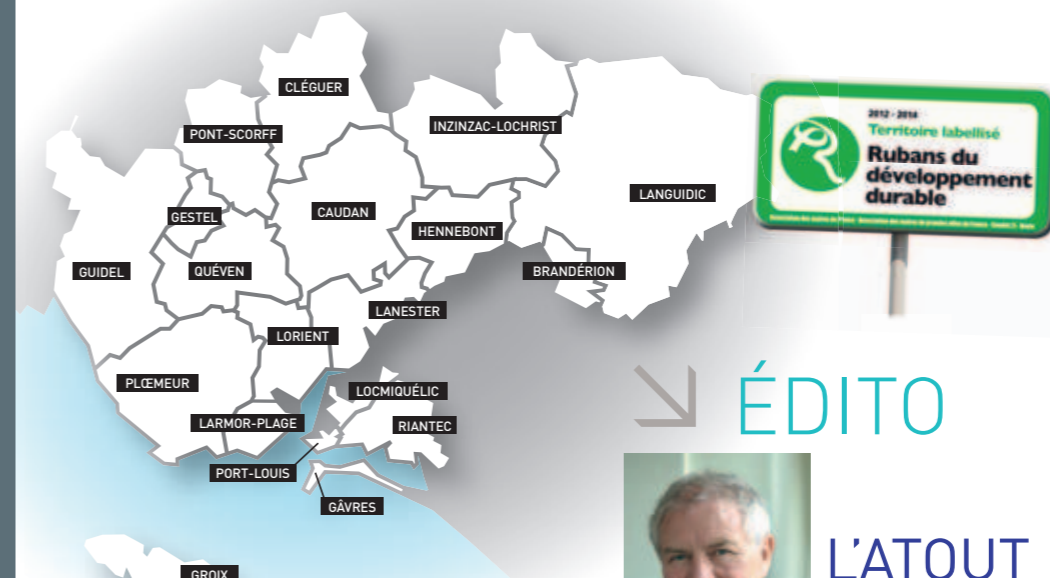 CLÉGUER
PONT-SCORFF
INZINZAC-LOCHRIST
LANGUIDIC
GESTEL
CAUDAN
HENNEBONT
GUIDEL
QUÉVEN
BRANDÉRION
LANESTER
LORIENT
PLŒMEUR
LOCMIQUÉLIC
LARMOR-PLAGE
RIANTEC
PORT-LOUIS
GÂVRES
GROIX
2012 - 2014
Territoire labellisé
Rubans du
développement
durable
ÉDITO
L'ATOUT